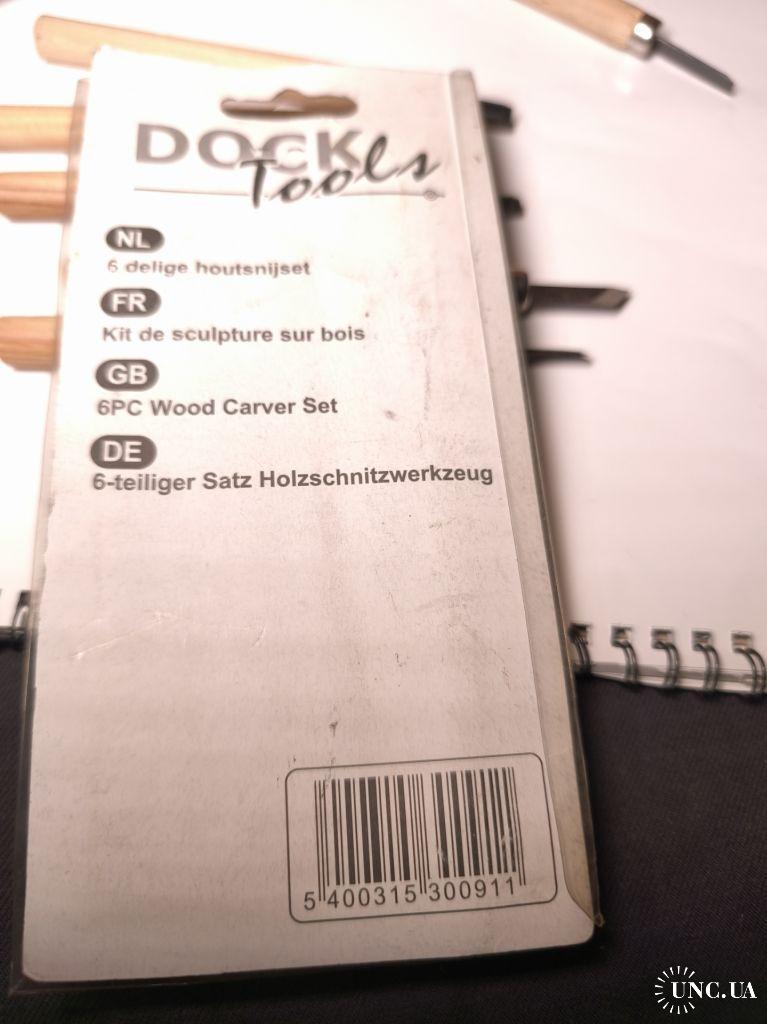 DOCK
Tools®
NL
6 delige houtsnijset
FR
Kit de sculpture sur bois
GB
6PC Wood Carver Set
DE
6-teiliger Satz Holzschnitzwerkzeug
5 400315 300911
UNC.UA